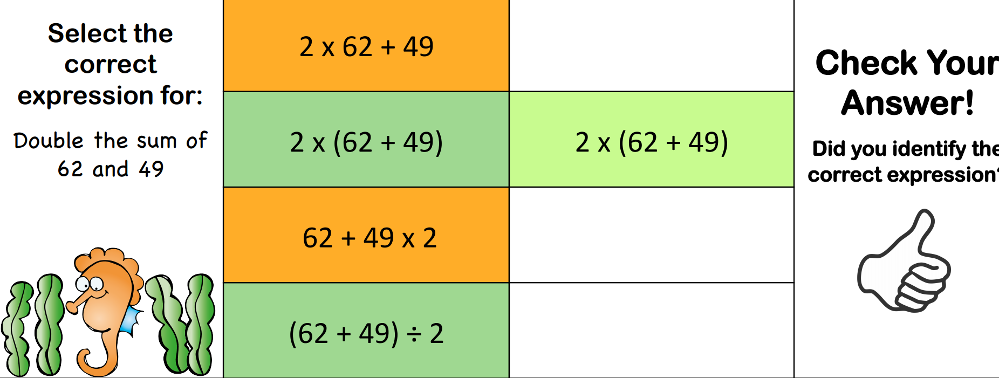 Select the
correct
expression for:
Double the sum of
62 and 49
2 x 62 + 49
2 x (62 + 49)
2 x (62 + 49)
62 + 49 x 2
(62 + 49) ÷ 2
Check Your
Answer!
Did you identify the
correct expression?